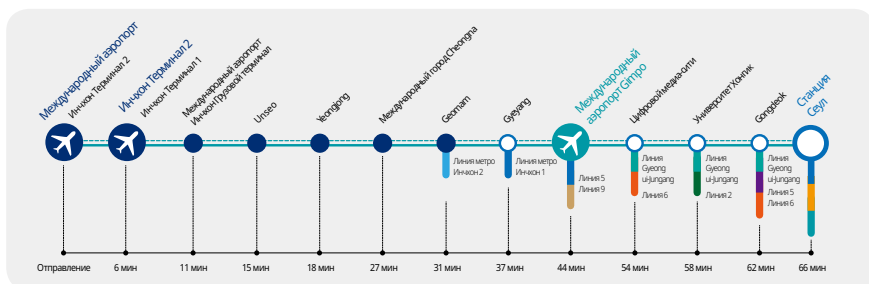 Международный аэропорт
Инчхон Терминал 2
Инчхон Терминал 2
Инчхон Терминал 1
Международный аэропорт
Инчхон Грузовой терминал
Unseo
Yeongjong
Международный город Cheongna
Geomam
Gyeyang
Международный
аэропорт Gimpo
Цифровой медиа-сити
Университет Хонгик
Gongdeok
Станция
Сеул
Линия метро
Инчхон 2
Линия метро
Инчхон 1
Линия 5
Линия 9
Линия
Gyeong
ui-Jungang
Линия 6
Линия
Gyeong
ui-Jungang
Линия 2
Линия
Gyeong
ui-Jungang
Линия 5
Линия 6
Отправление
6 мин
11 мин
15 мин
18 мин
27 мин
31 мин
37 мин
44 мин
54 мин
58 мин
62 мин
66 мин